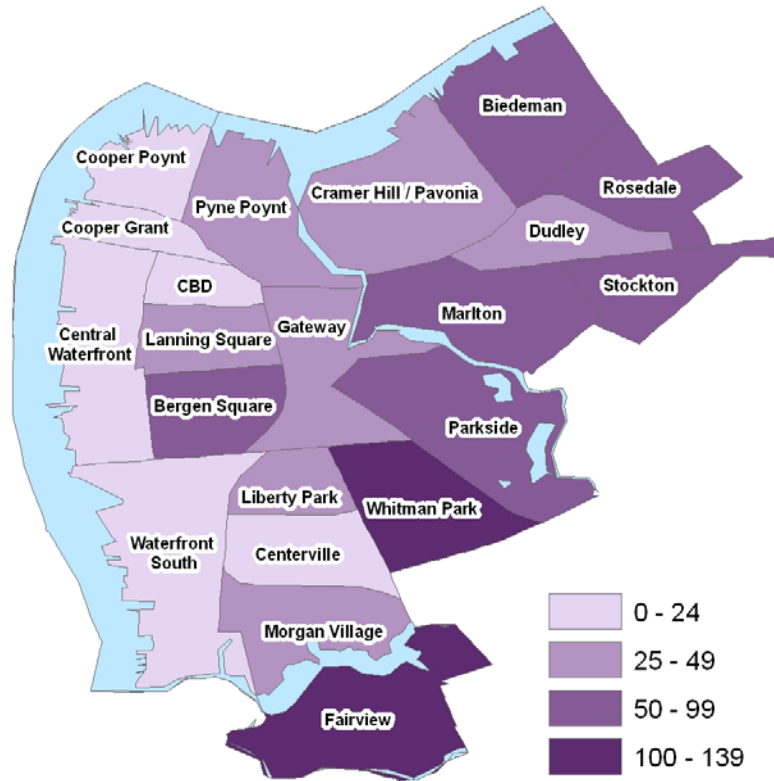 Biedeman
Cooper Poynt
Rosedale
Cramer Hill / Pavonia
Pyne Poynt
Cooper Grant
Dudley
CBD
Stockton
Marlton
Gateway
Central
Waterfront
Lanning Square
Bergen Square
Parkside
Liberty Park
Whitman Park
Waterfront
South
Centerville
Morgan Village
Fairview
0 - 24
25 - 49
50 - 99
100 - 139